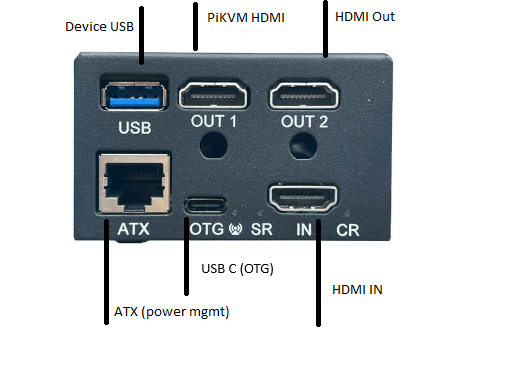 Device USB
PiKVM HDMI
HDMI Out
USB
OUT 1
OUT 2
ATX
OTG
SR
IN
CR
USB C (OTG)
HDMI IN
ATX (power mgmt)